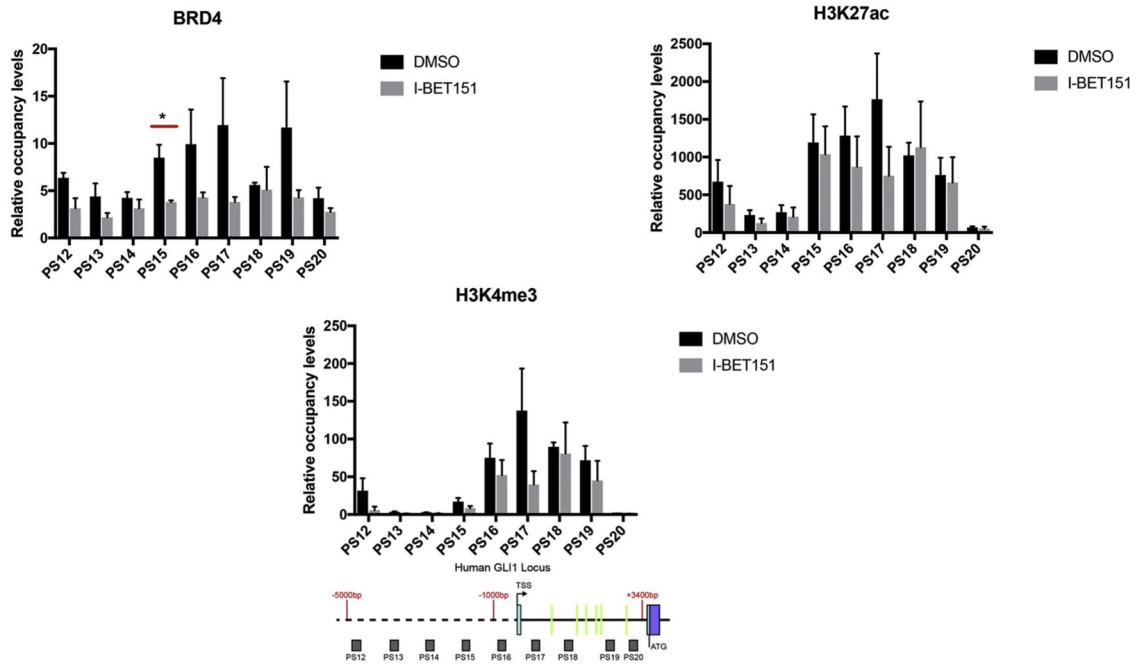 BRD4
Relative occupancy levels
20
15
10
5
0
*
DMSO
I-BET151
PS12
PS13
PS14
PS15
PS16
PS17
PS18
PS19
PS20
H3K27ac
Relative occupancy levels
2500
2000
1500
1000
500
0
DMSO
I-BET151
PS12
PS13
PS14
PS15
PS16
PS17
PS18
PS19
PS20
H3K4me3
Relative occupancy levels
250
200
150
100
50
0
DMSO
I-BET151
PS12
PS13
PS14
PS15
PS16
PS17
PS18
PS19
PS20
Human GLI1 Locus
-5000bp
-1000bp
TSS
+3400bp
ATG
PS12
PS13
PS14
PS15
PS16
PS17
PS18
PS19
PS20